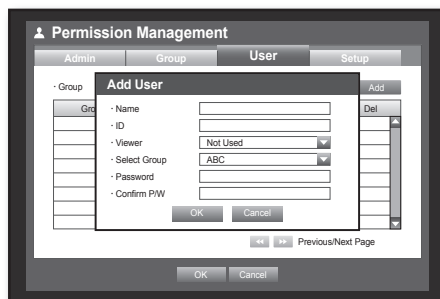 Permission Management
Admin Group User Setup
· Group Add
Add User
Del
· Name
· ID
· Viewer Not Used
· Select Group ABC
· Password
· Confirm P/W
OK Cancel
Previous/Next Page
OK Cancel